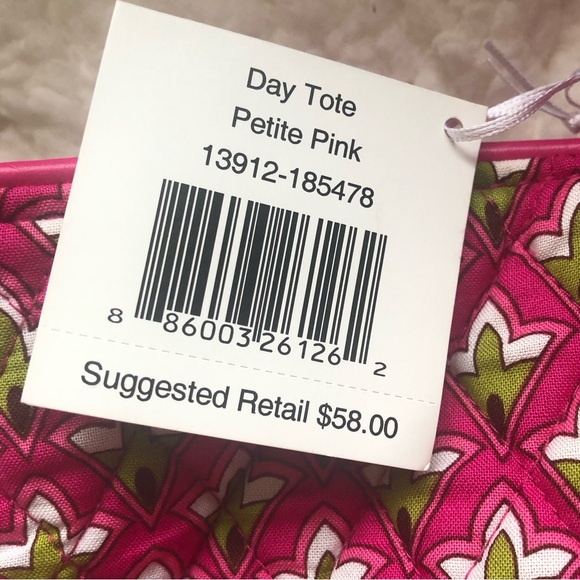 Day Tote
Petite Pink
13912-185478
8 86003 26126 2
Suggested Retail $58.00